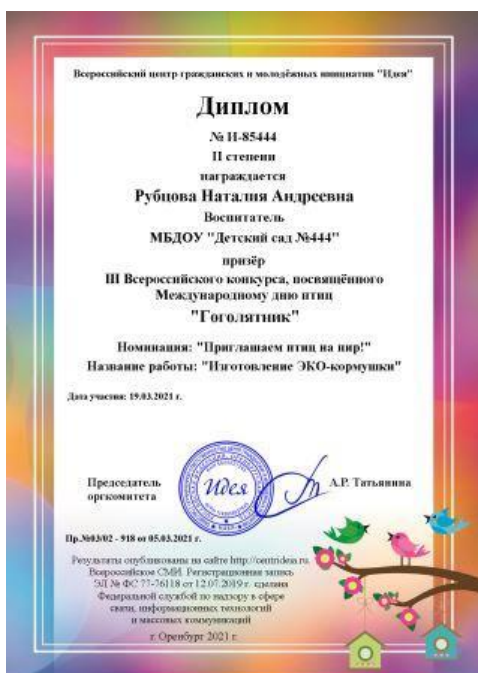 Всероссийский центр гражданских и молодёжных инициатив "Идея"
Диплом
№ И-85444
II степени
награждается
Рубцова Наталия Андреевна
Воспитатель
МБДОУ "Детский сад №444"
призёр
III Всероссийского конкурса, посвящённого
Международному дню птиц
"Гоголятник"
Номинация: "Приглашаем птиц на пир!"
Название работы: "Изготовление ЭКО-кормушки"
Дата участия: 19.03.2021 г.
Председатель
оргкомитета
Идея
А.Р. Татьянина
Пр.№03/02 - 918 от 05.03.2021 г.
Результаты опубликованы на сайте http://centrideia.ru.
Всероссийское СМИ. Регистрационная запись
ЭЛ № ФС 77-76118 от 12.07.2019 г. сделана
Федеральной службой по надзору в сфере
связи, информационных технологий
и массовых коммуникаций
г. Оренбург 2021 г.